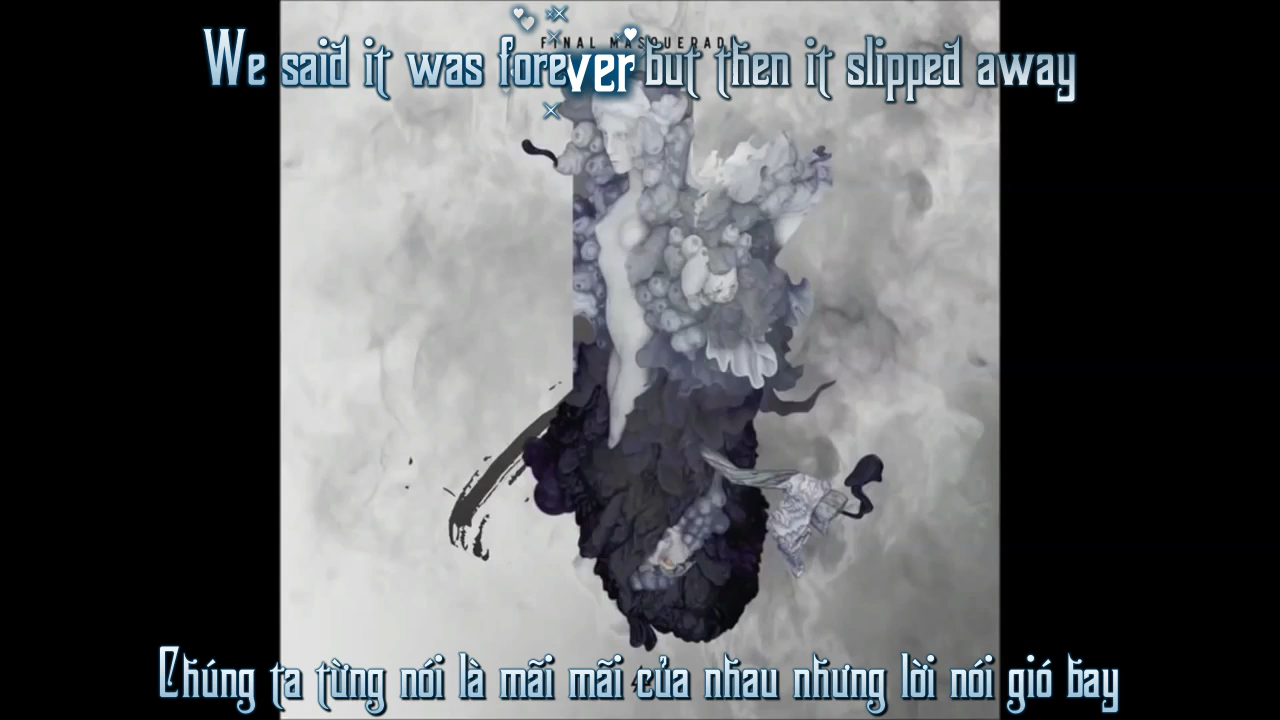 FINAL MASQUERADE
We said it was forever but then it slipped away
Chúng ta từng nói là mãi mãi của nhau nhưng lời nói gió bay